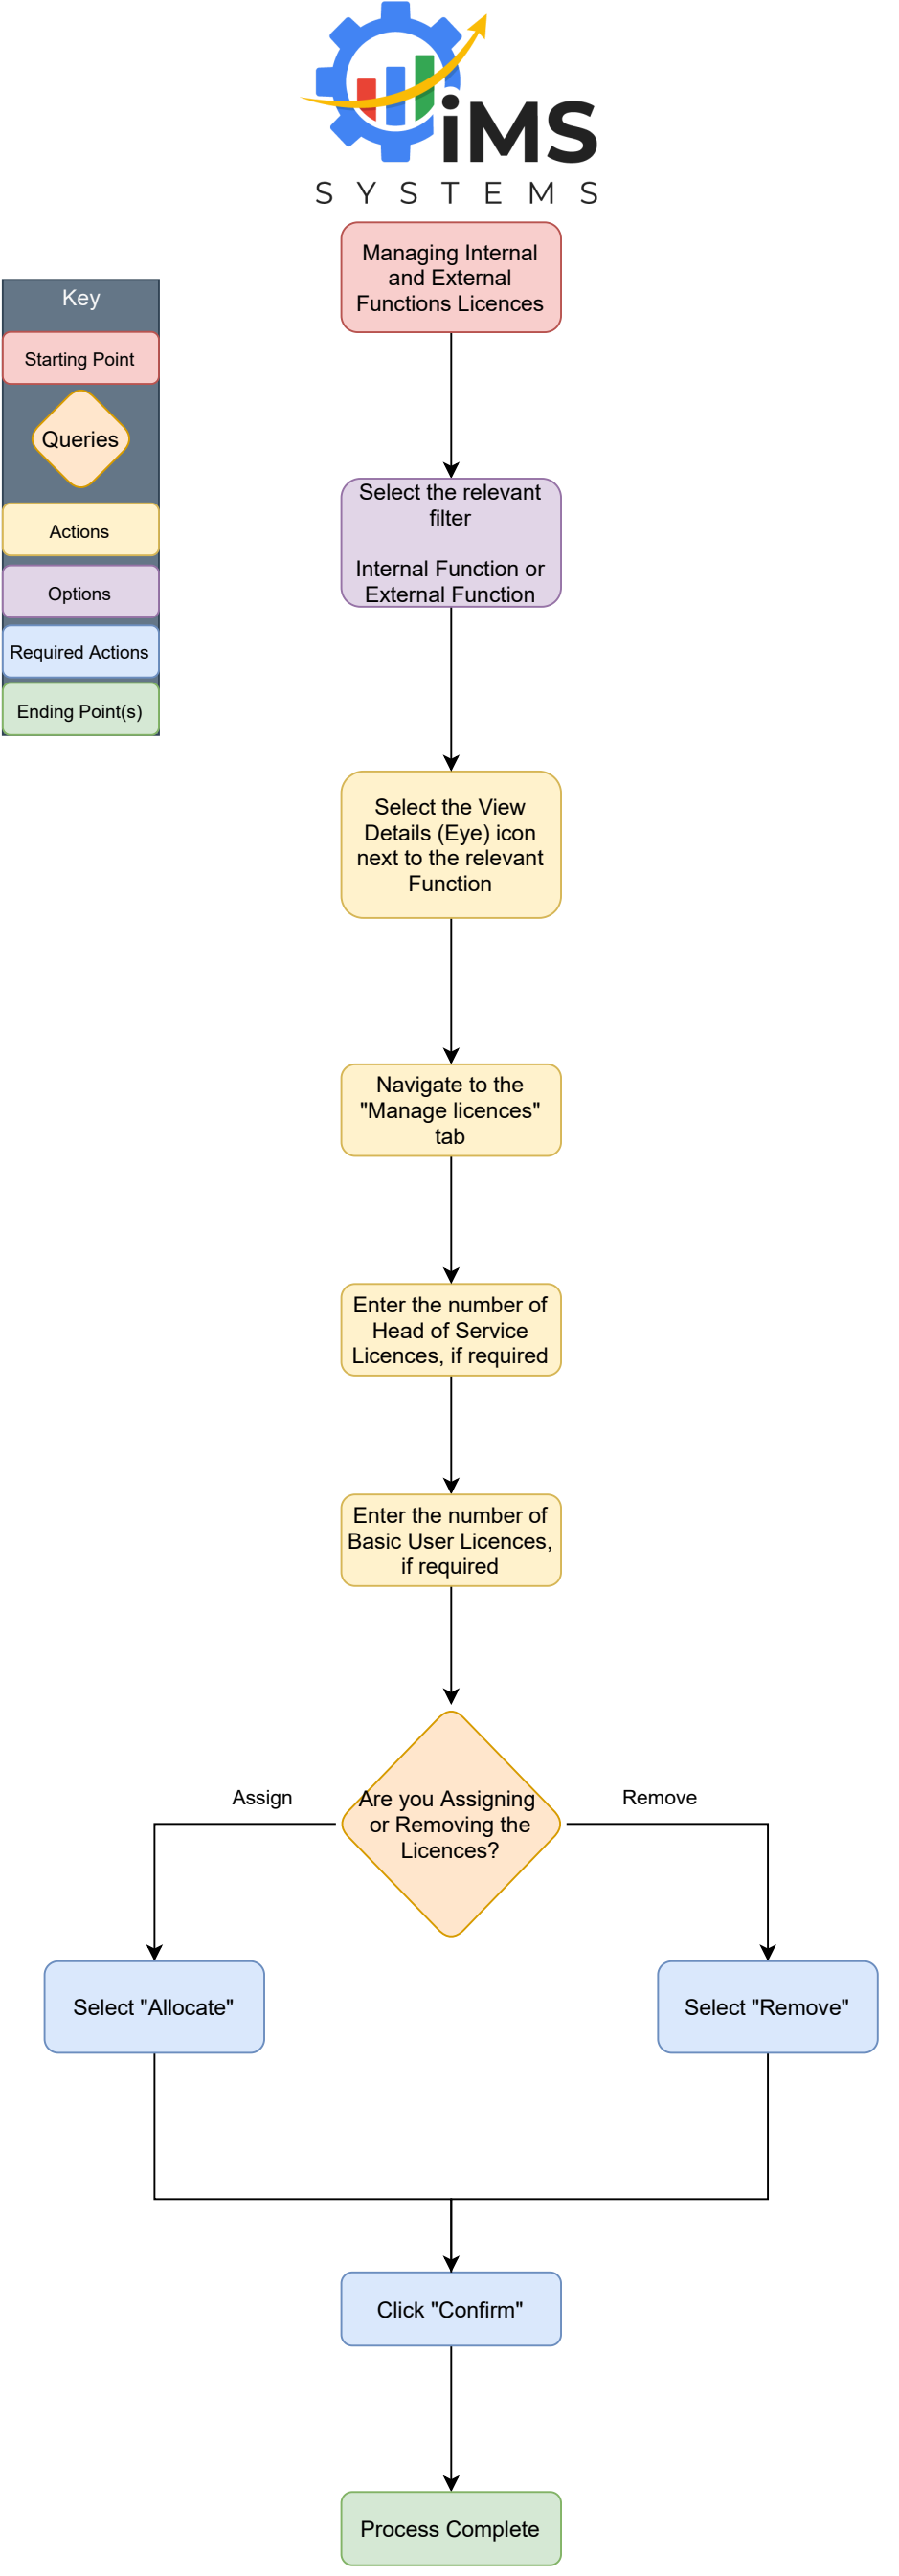 iMS
SYSTEMS
Managing Internal
and External
Functions Licences
Key
Starting Point
Queries
Actions
Options
Required Actions
Ending Point(s)
Select the relevant
filter
Internal Function or
External Function
Select the View
Details (Eye) icon
next to the relevant
Function
Navigate to the
"Manage licences"
tab
Enter the number of
Head of Service
Licences, if required
Enter the number of
Basic User Licences,
if required
Are you Assigning
or Removing the
Licences?
Assign
Remove
Select "Allocate"
Select "Remove"
Click "Confirm"
Process Complete